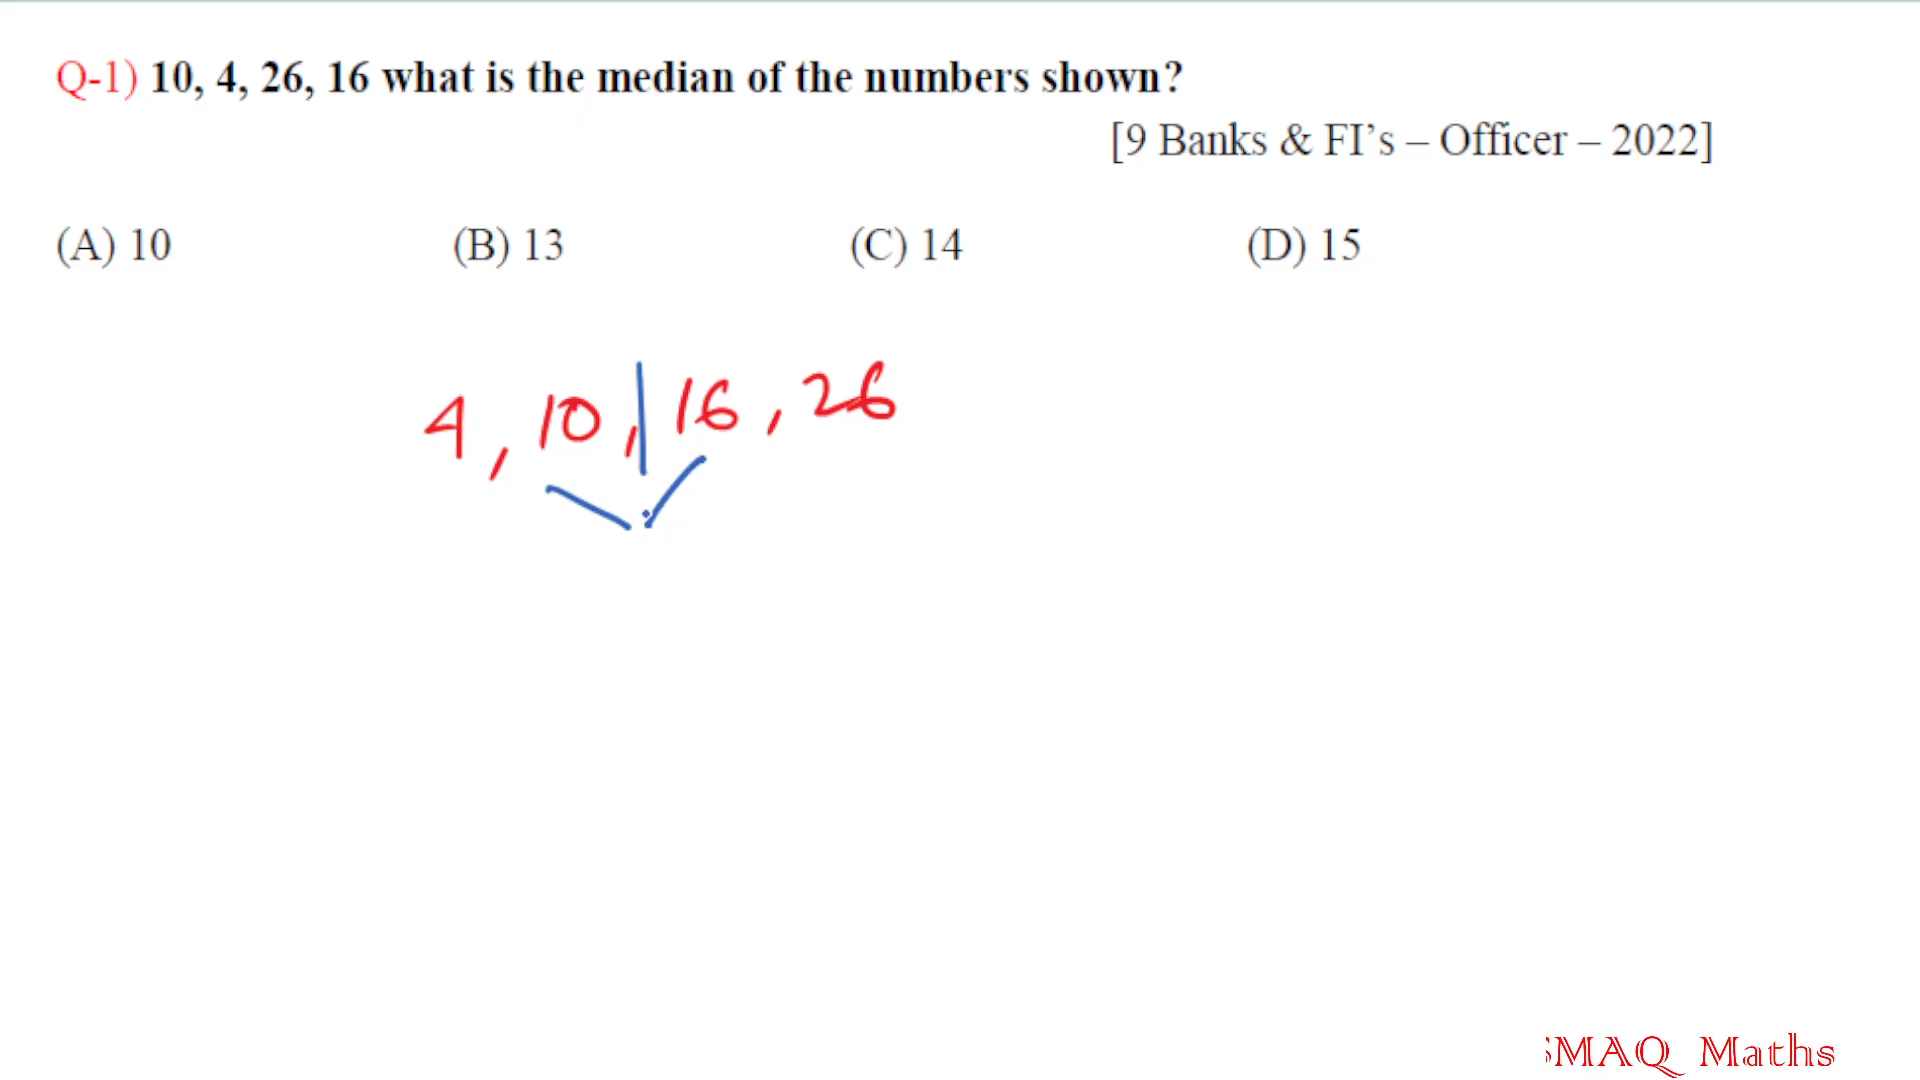 Q-1) 10, 4, 26, 16 what is the median of the numbers shown?
[9 Banks & FI’s – Officer – 2022]
(A) 10 (B) 13 (C) 14 (D) 15
4, 10, 16, 26
MAQ Maths